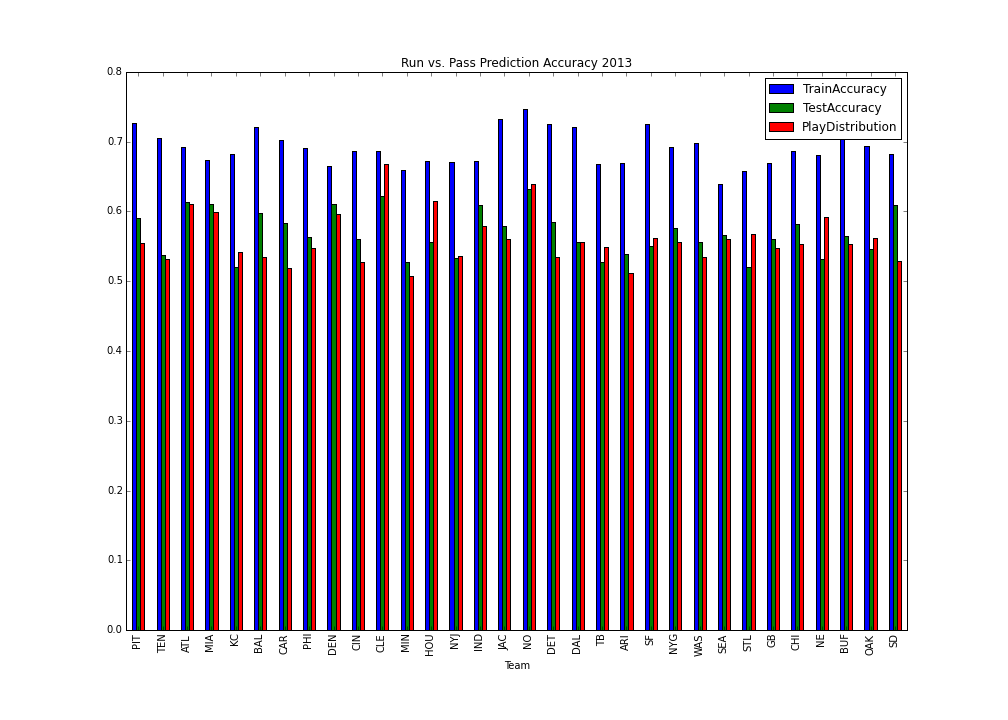 Run vs. Pass Prediction Accuracy 2013
TrainAccuracy
TestAccuracy
PlayDistribution
0.8
0.7
0.6
0.5
0.4
0.3
0.2
0.1
0.0
PIT
TEN
ATL
MIA
KC
BAL
CAR
PHI
DEN
CIN
CLE
MIN
HOU
NYJ
IND
JAC
NO
DET
DAL
TB
ARI
SF
NYG
WAS
SEA
STL
GB
CHI
NE
BUF
OAK
SD
Team